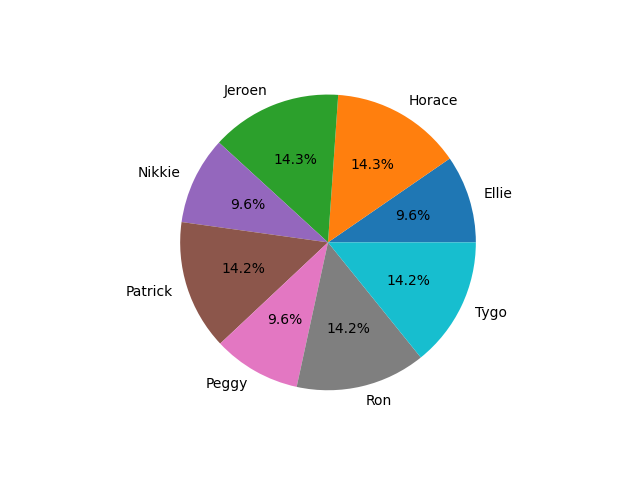 Jeroen
Horace
14.3%
14.3%
Nikkie
Ellie
9.6%
9.6%
14.2%
14.2%
Patrick
Tygo
9.6%
14.2%
Peggy
Ron